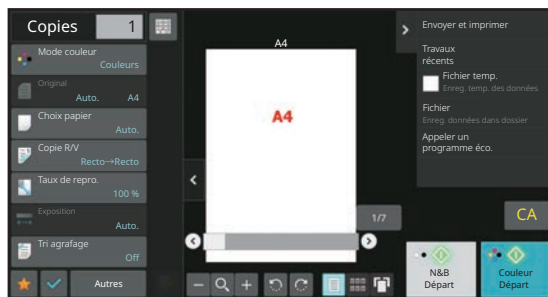 Copies 1
Mode couleur
Couleurs
Original
Auto. A4
Choix papier
Auto.
Copie R/V
Recto→Recto
Taux de repro.
100 %
Exposition
Auto.
Tri agrafage
Off
Autres
A4
A4
1/7
Envoyer et imprimer
Travaux
récents
Fichier temp.
Enreg. temp. des données
Fichier
Enreg. données dans dossier
Appeler un
programme éco.
CA
N&B
Départ
Couleur
Départ